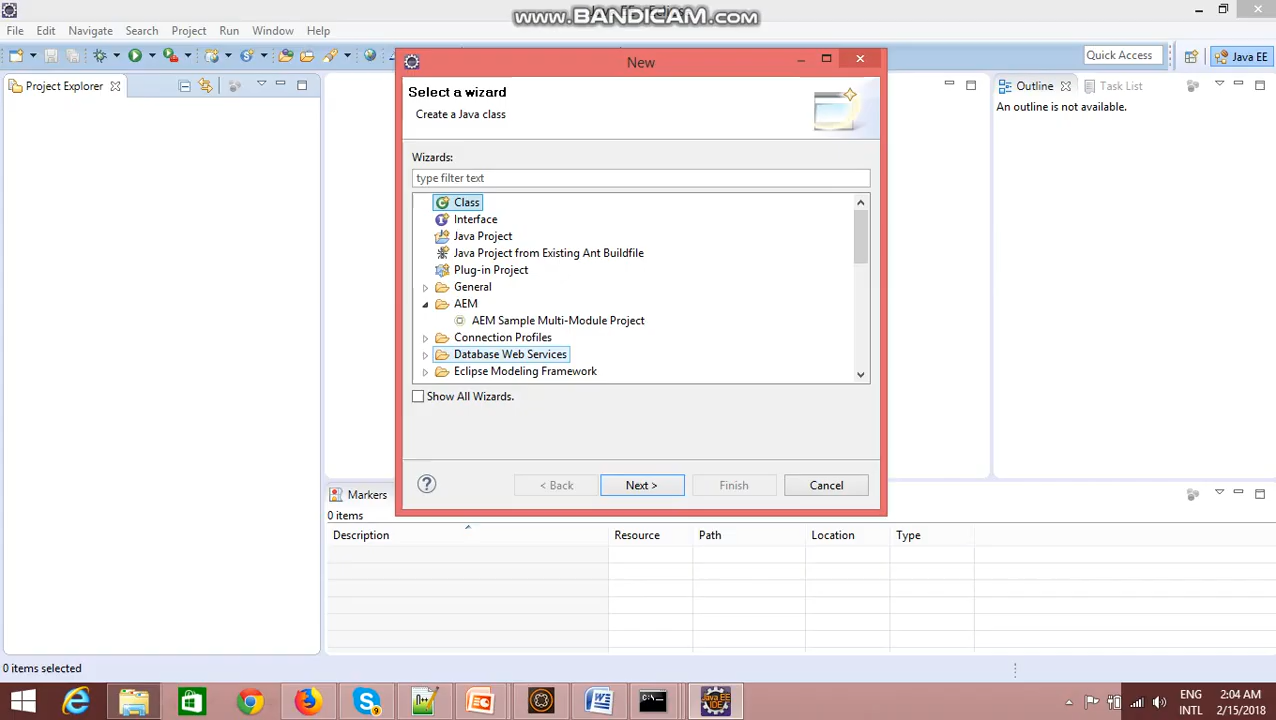 www.BANDICAM.com
File Edit Navigate Search Project Run Window Help
Quick Access
Java EE
Project Explorer
New
Select a wizard
Create a Java class
Wizards:
type filter text
Class
Interface
Java Project
Java Project from Existing Ant Buildfile
Plug-in Project
General
AEM
AEM Sample Multi-Module Project
Connection Profiles
Database Web Services
Eclipse Modeling Framework
Show All Wizards.
< Back Next > Finish Cancel
Outline Task List
An outline is not available.
Markers
0 items
Description Resource Path Location Type
0 items selected
ENG 2:04 AM
INTL 2/15/2018